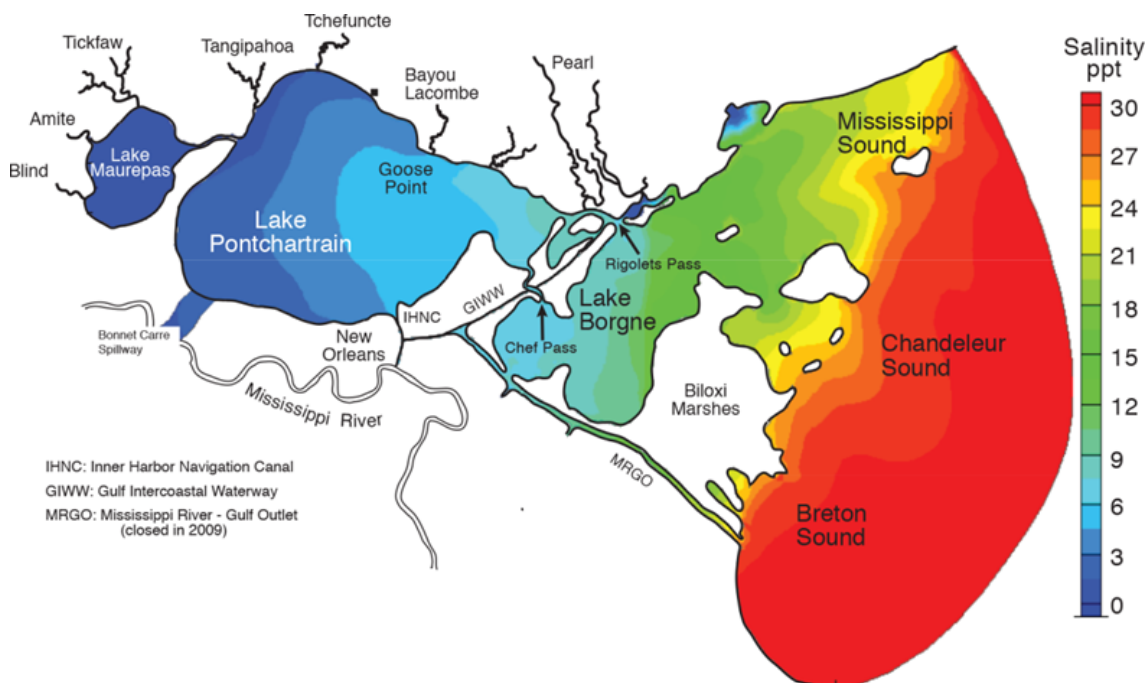 Tchefuncte
Tickfaw
Tangipahoa
Pearl
Bayou
Lacombe
Amite
Lake
Maurepas
Blind
Goose
Point
Lake
Pontchartrain
Mississippi
Sound
Rigolets Pass
GIWW
IHNC
Lake
Borgne
Bonnet Carre
Spillway
New
Orleans
Chef Pass
Chandeleur
Sound
Mississippi River
Biloxi
Marshes
MRGO
Breton
Sound
IHNC: Inner Harbor Navigation Canal
GIWW: Gulf Intercoastal Waterway
MRGO: Mississippi River - Gulf Outlet
(closed in 2009)
Salinity
ppt
30
27
24
21
18
15
12
9
6
3
0